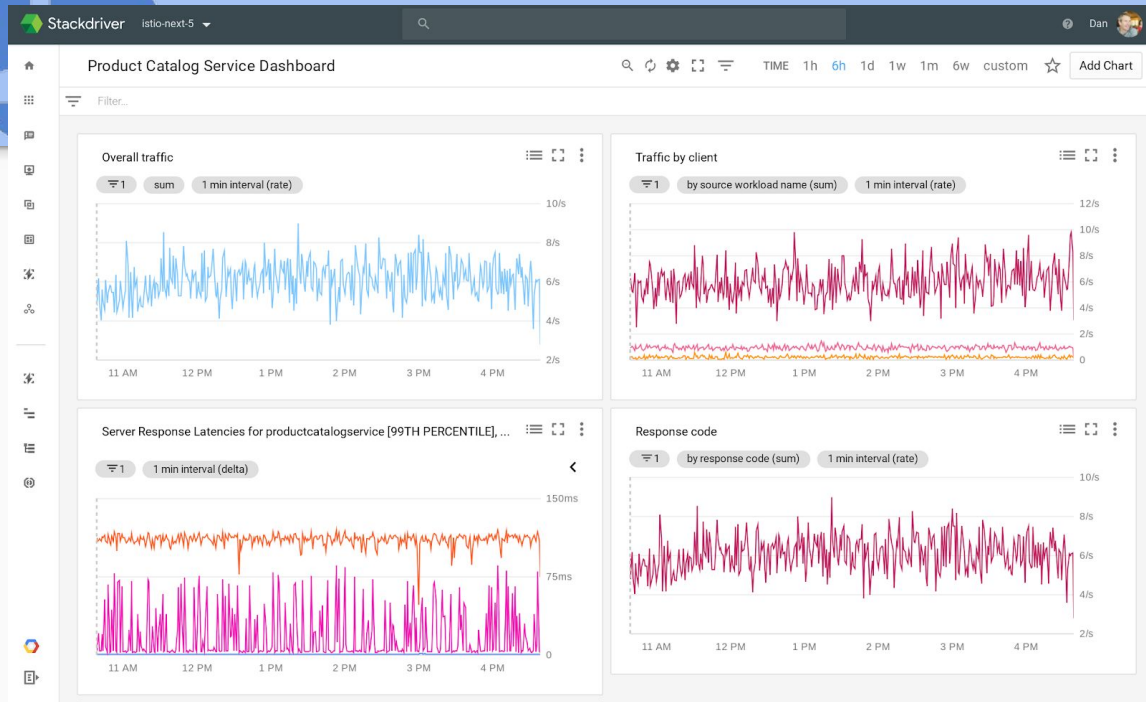 Stackdriver istio-next-5 Dan
Product Catalog Service Dashboard TIME 1h 6h 1d 1w 1m 6w custom Add Chart
Filter...
Overall traffic
1 sum 1 min interval (rate)
10/s
8/s
6/s
4/s
2/s
11 AM 12 PM 1 PM 2 PM 3 PM 4 PM
Traffic by client
1 by source workload name (sum) 1 min interval (rate)
12/s
10/s
8/s
6/s
4/s
2/s
0
11 AM 12 PM 1 PM 2 PM 3 PM 4 PM
Server Response Latencies for productcatalogservice [99TH PERCENTILE], ...
1 1 min interval (delta)
150ms
75ms
0
11 AM 12 PM 1 PM 2 PM 3 PM 4 PM
Response code
1 by response code (sum) 1 min interval (rate)
10/s
8/s
6/s
4/s
2/s
11 AM 12 PM 1 PM 2 PM 3 PM 4 PM